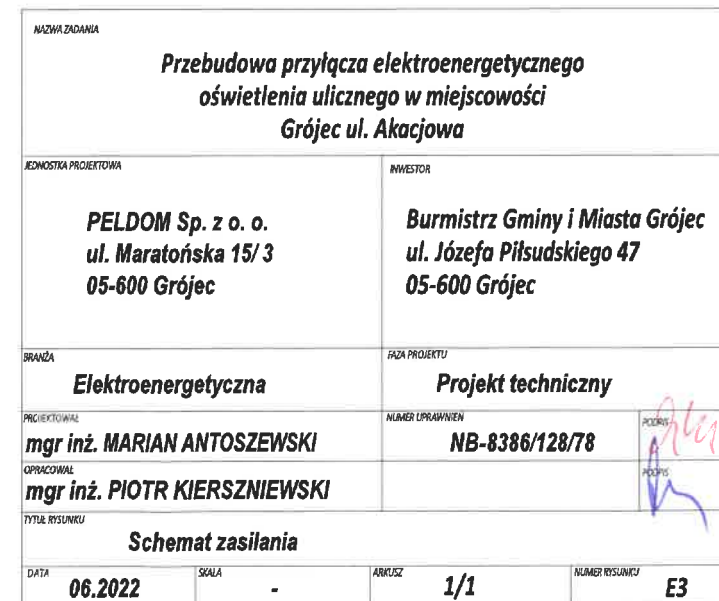 NAZWA ZADANIA
Przebudowa przyłącza elektroenergetycznego
oświetlenia ulicznego w miejscowości
Grójec ul. Akacjowa
JEDNOSTKA PROJEKTOWA
PELDOM Sp. z o. o.
ul. Maratońska 15/ 3
05-600 Grójec
INWESTOR
Burmistrz Gminy i Miasta Grójec
ul. Józefa Piłsudskiego 47
05-600 Grójec
BRANŻA
Elektroenergetyczna
FAZA PROJEKTU
Projekt techniczny
PROJEKTOWAŁ
mgr inż. MARIAN ANTOSZEWSKI
NUMER UPRAWNIEŃ
NB-8386/128/78
PODPIS
OPRACOWAŁ
mgr inż. PIOTR KIERSZNIEWSKI
PODPIS
TYTUŁ RYSUNKU
Schemat zasilania
DATA
06.2022
SKALA
-
ARKUSZ
1/1
NUMER RYSUNKU
E3